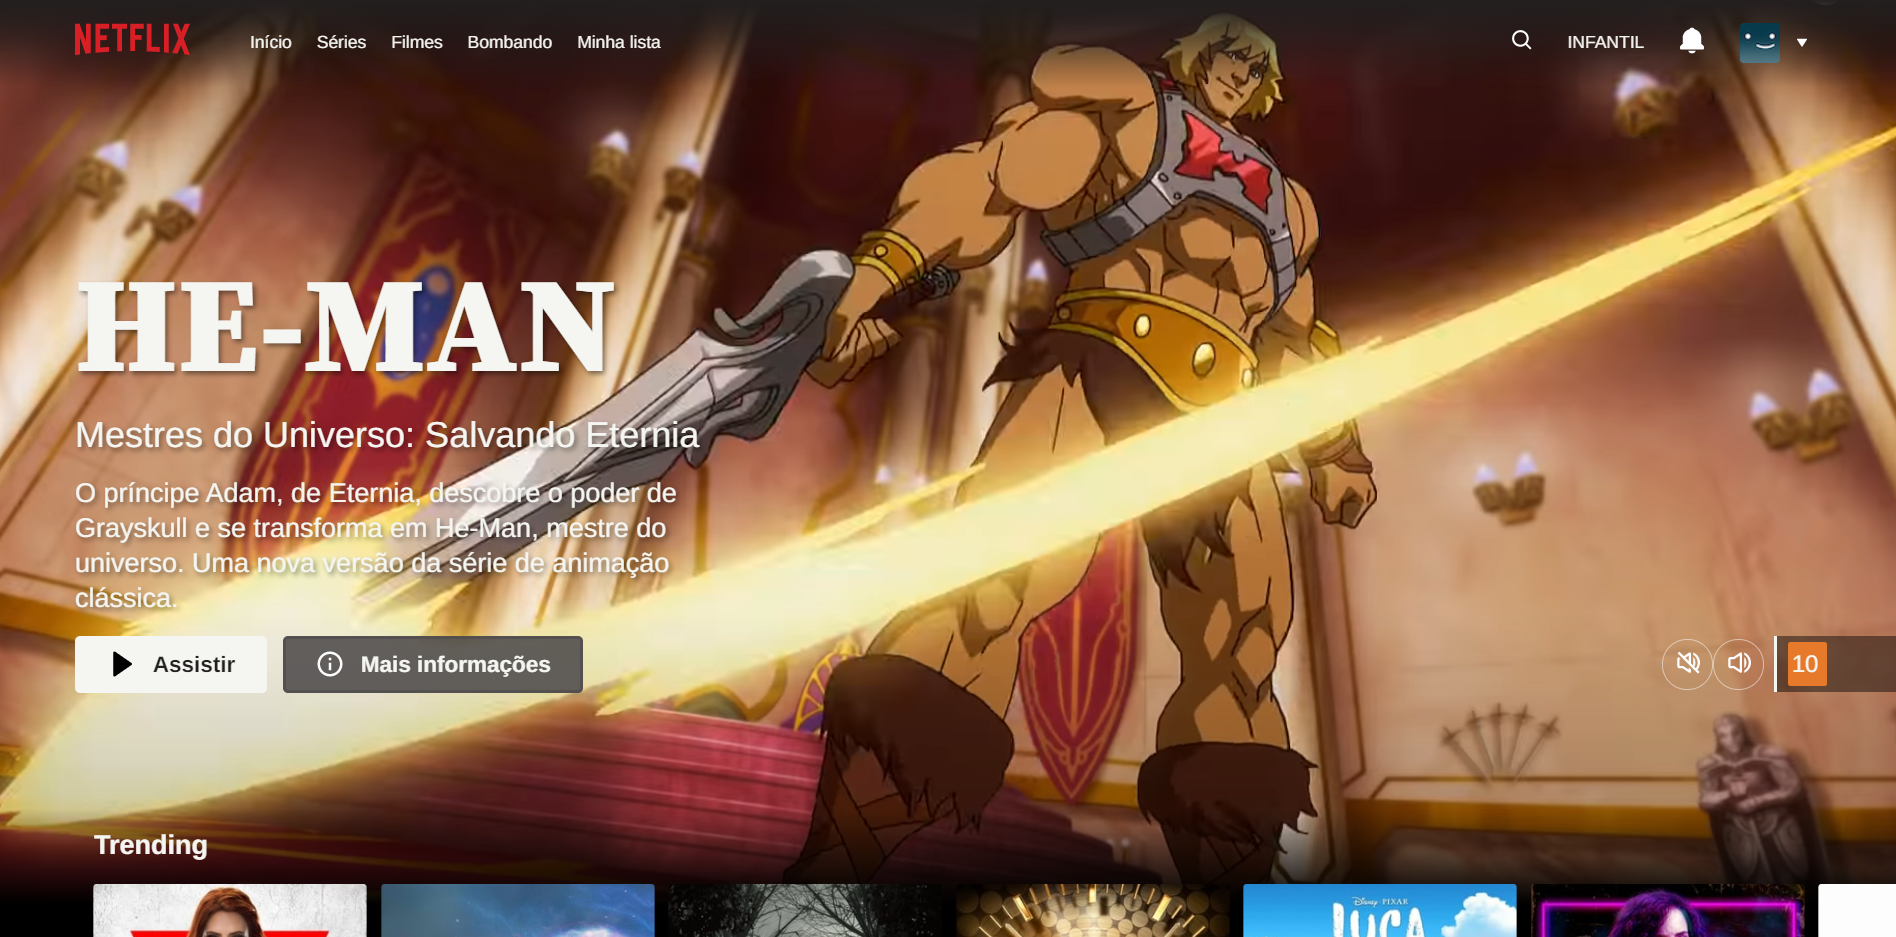 NETFLIX
Início
Séries
Filmes
Bombando
Minha lista
INFANTIL
HE-MAN
Mestres do Universo: Salvando Eternia
O príncipe Adam, de Eternia, descobre o poder de
Grayskull e se transforma em He-Man, mestre do
universo. Uma nova versão da série de animação
clássica.
Assistir
Mais informações
10
Trending
Disney PIXAR
LUCA